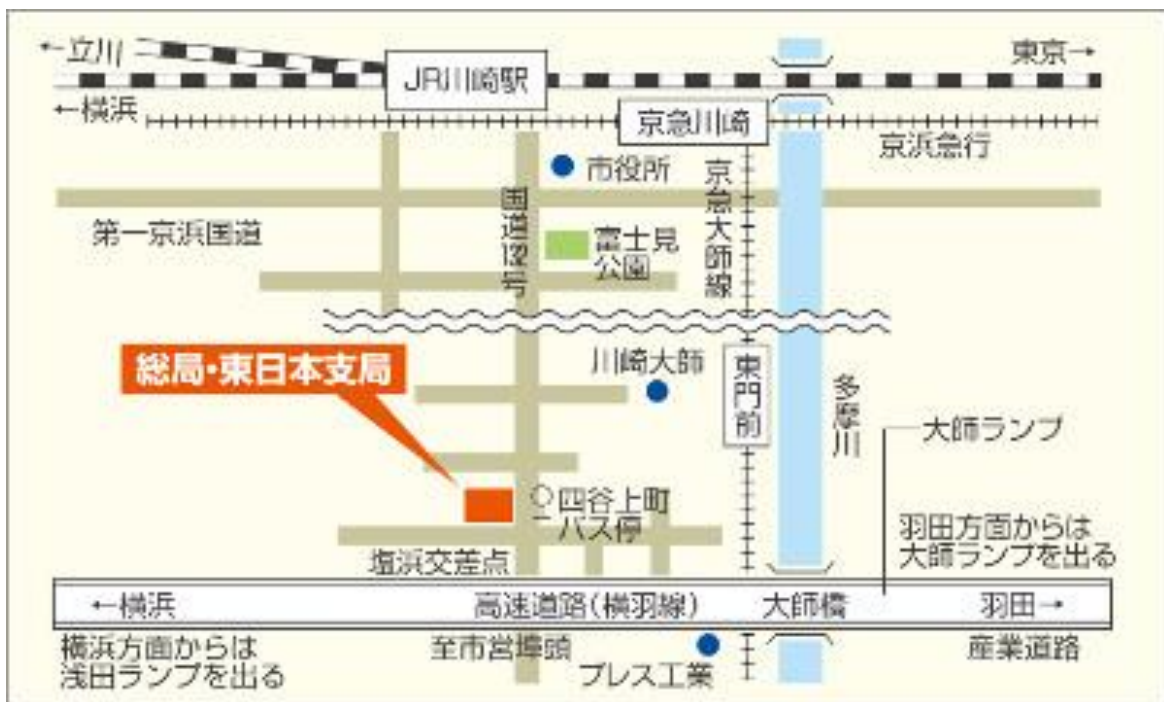 ←立川
JR川崎駅
東京→
←横浜
京急川崎
京浜急行
市役所
京急大師線
第一京浜国道
国道132号
富士見
公園
総局・東日本支局
川崎大師
東門前
多摩川
大師ランプ
四谷上町
バス停
羽田方面からは
大師ランプを出る
塩浜交差点
←横浜
高速道路(横羽線)
大師橋
羽田→
横浜方面からは
浅田ランプを出る
至市営埠頭
プレス工業
産業道路